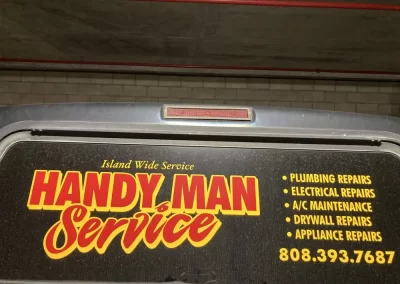 Island Wide Service
HANDY MAN
Service
• PLUMBING REPAIRS
• ELECTRICAL REPAIRS
• A/C MAINTENANCE
• DRYWALL REPAIRS
• APPLIANCE REPAIRS
808.393.7687